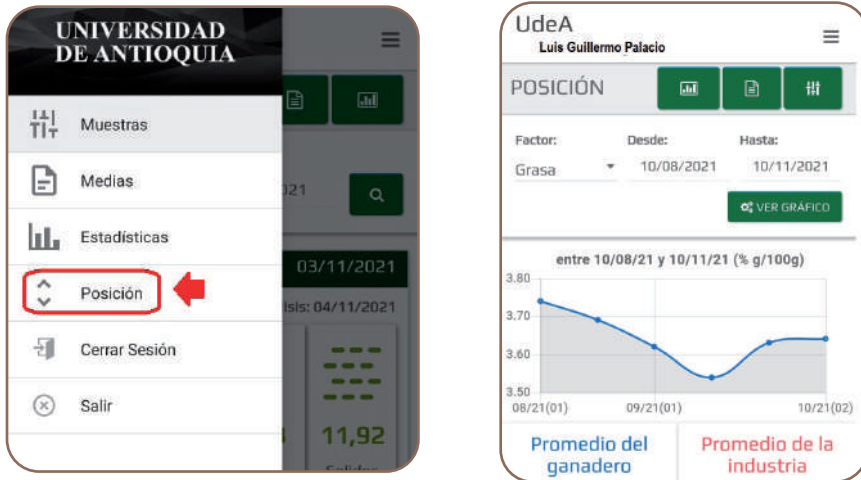 UNIVERSIDAD
DE ANTIOQUIA
Muestras
Medias
Estadísticas
Posición
Cerrar Sesión
Salir
021
03/11/2021
isis: 04/11/2021
11,92
UdeA
Luis Guillermo Palacio
POSICIÓN
Factor: Desde: Hasta:
Grasa 10/08/2021 10/11/2021
VER GRÁFICO
entre 10/08/21 y 10/11/21 (% g/100g)
3.80
3.70
3.60
3.50
08/21(01) 09/21(01) 10/21(02)
Promedio del Promedio de la
ganadero industria